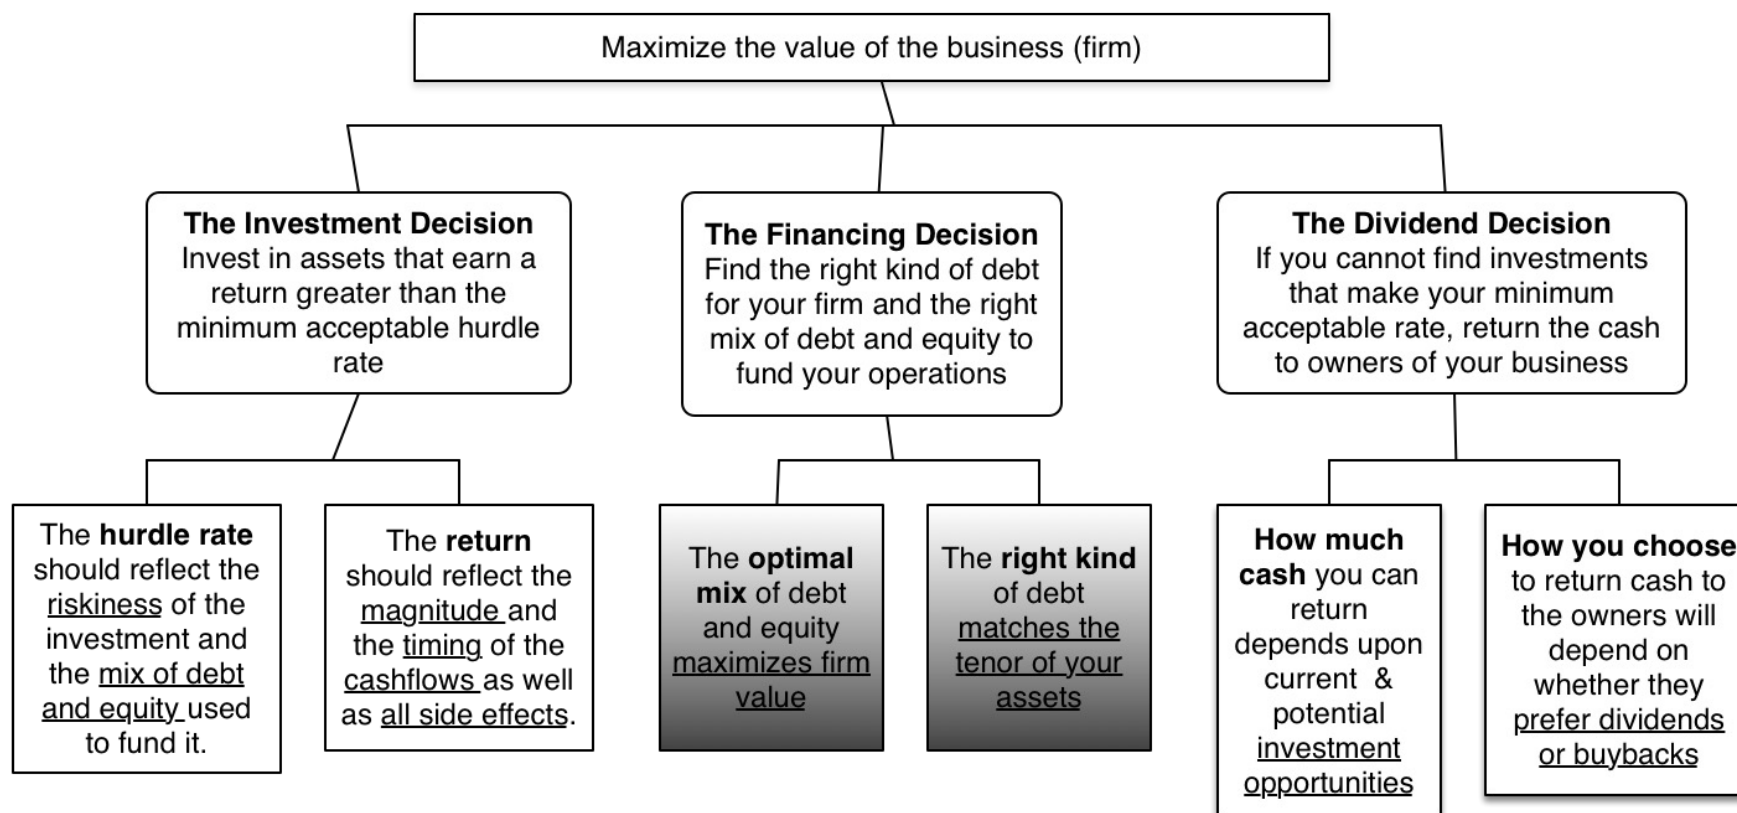 Maximize the value of the business (firm)
The Investment Decision
Invest in assets that earn a
return greater than the
minimum acceptable hurdle
rate
The Financing Decision
Find the right kind of debt
for your firm and the right
mix of debt and equity to
fund your operations
The Dividend Decision
If you cannot find investments
that make your minimum
acceptable rate, return the cash
to owners of your business
The hurdle rate
should reflect the
riskiness of the
investment and
the mix of debt
and equity used
to fund it.
The return
should reflect the
magnitude and
the timing of the
cashflows as well
as all side effects.
The optimal
mix of debt
and equity
maximizes firm
value
The right kind
of debt
matches the
tenor of your
assets
How much
cash you can
return
depends upon
current &
potential
investment
opportunities
How you choose
to return cash to
the owners will
depend on
whether they
prefer dividends
or buybacks